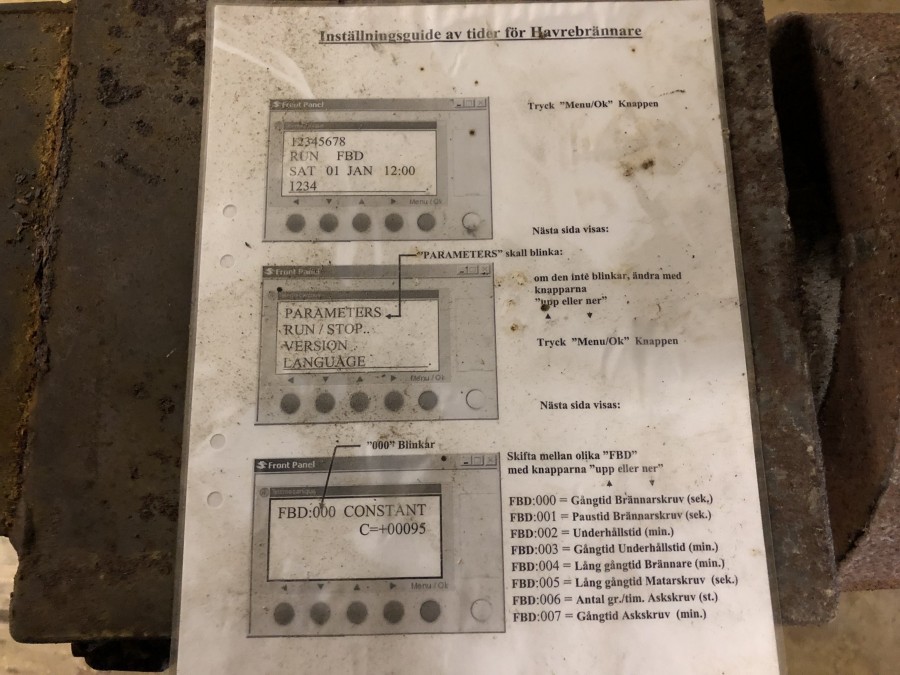 Inställningsguide av tider för Havrebrännare
Front Panel
12345678
RUN FBD
SAT 01 JAN 12:00
1234
Menu / Ok
Tryck "Menu/Ok" Knappen
Nästa sida visas:
"PARAMETERS" skall blinka:
Front Panel
PARAMETERS
RUN / STOP..
VERSION
LANGUAGE
Menu / Ok
om den inte blinkar, ändra med
knapparna
"upp eller ner"
Tryck "Menu/Ok" Knappen
Nästa sida visas:
"000" Blinkar
Front Panel
FBD:000 CONSTANT
C=+00095
Menu / Ok
Skifta mellan olika "FBD"
med knapparna "upp eller ner"
FBD:000 = Gångtid Brännarskruv (sek.)
FBD:001 = Paustid Brännarskruv (sek.)
FBD:002 = Underhållstid (min.)
FBD:003 = Gångtid Underhållstid (min.)
FBD:004 = Lång gångtid Brännare (min.)
FBD:005 = Lång gångtid Matarskruv (sek.)
FBD:006 = Antal gr./tim. Askskruv (st.)
FBD:007 = Gångtid Askskruv (min.)